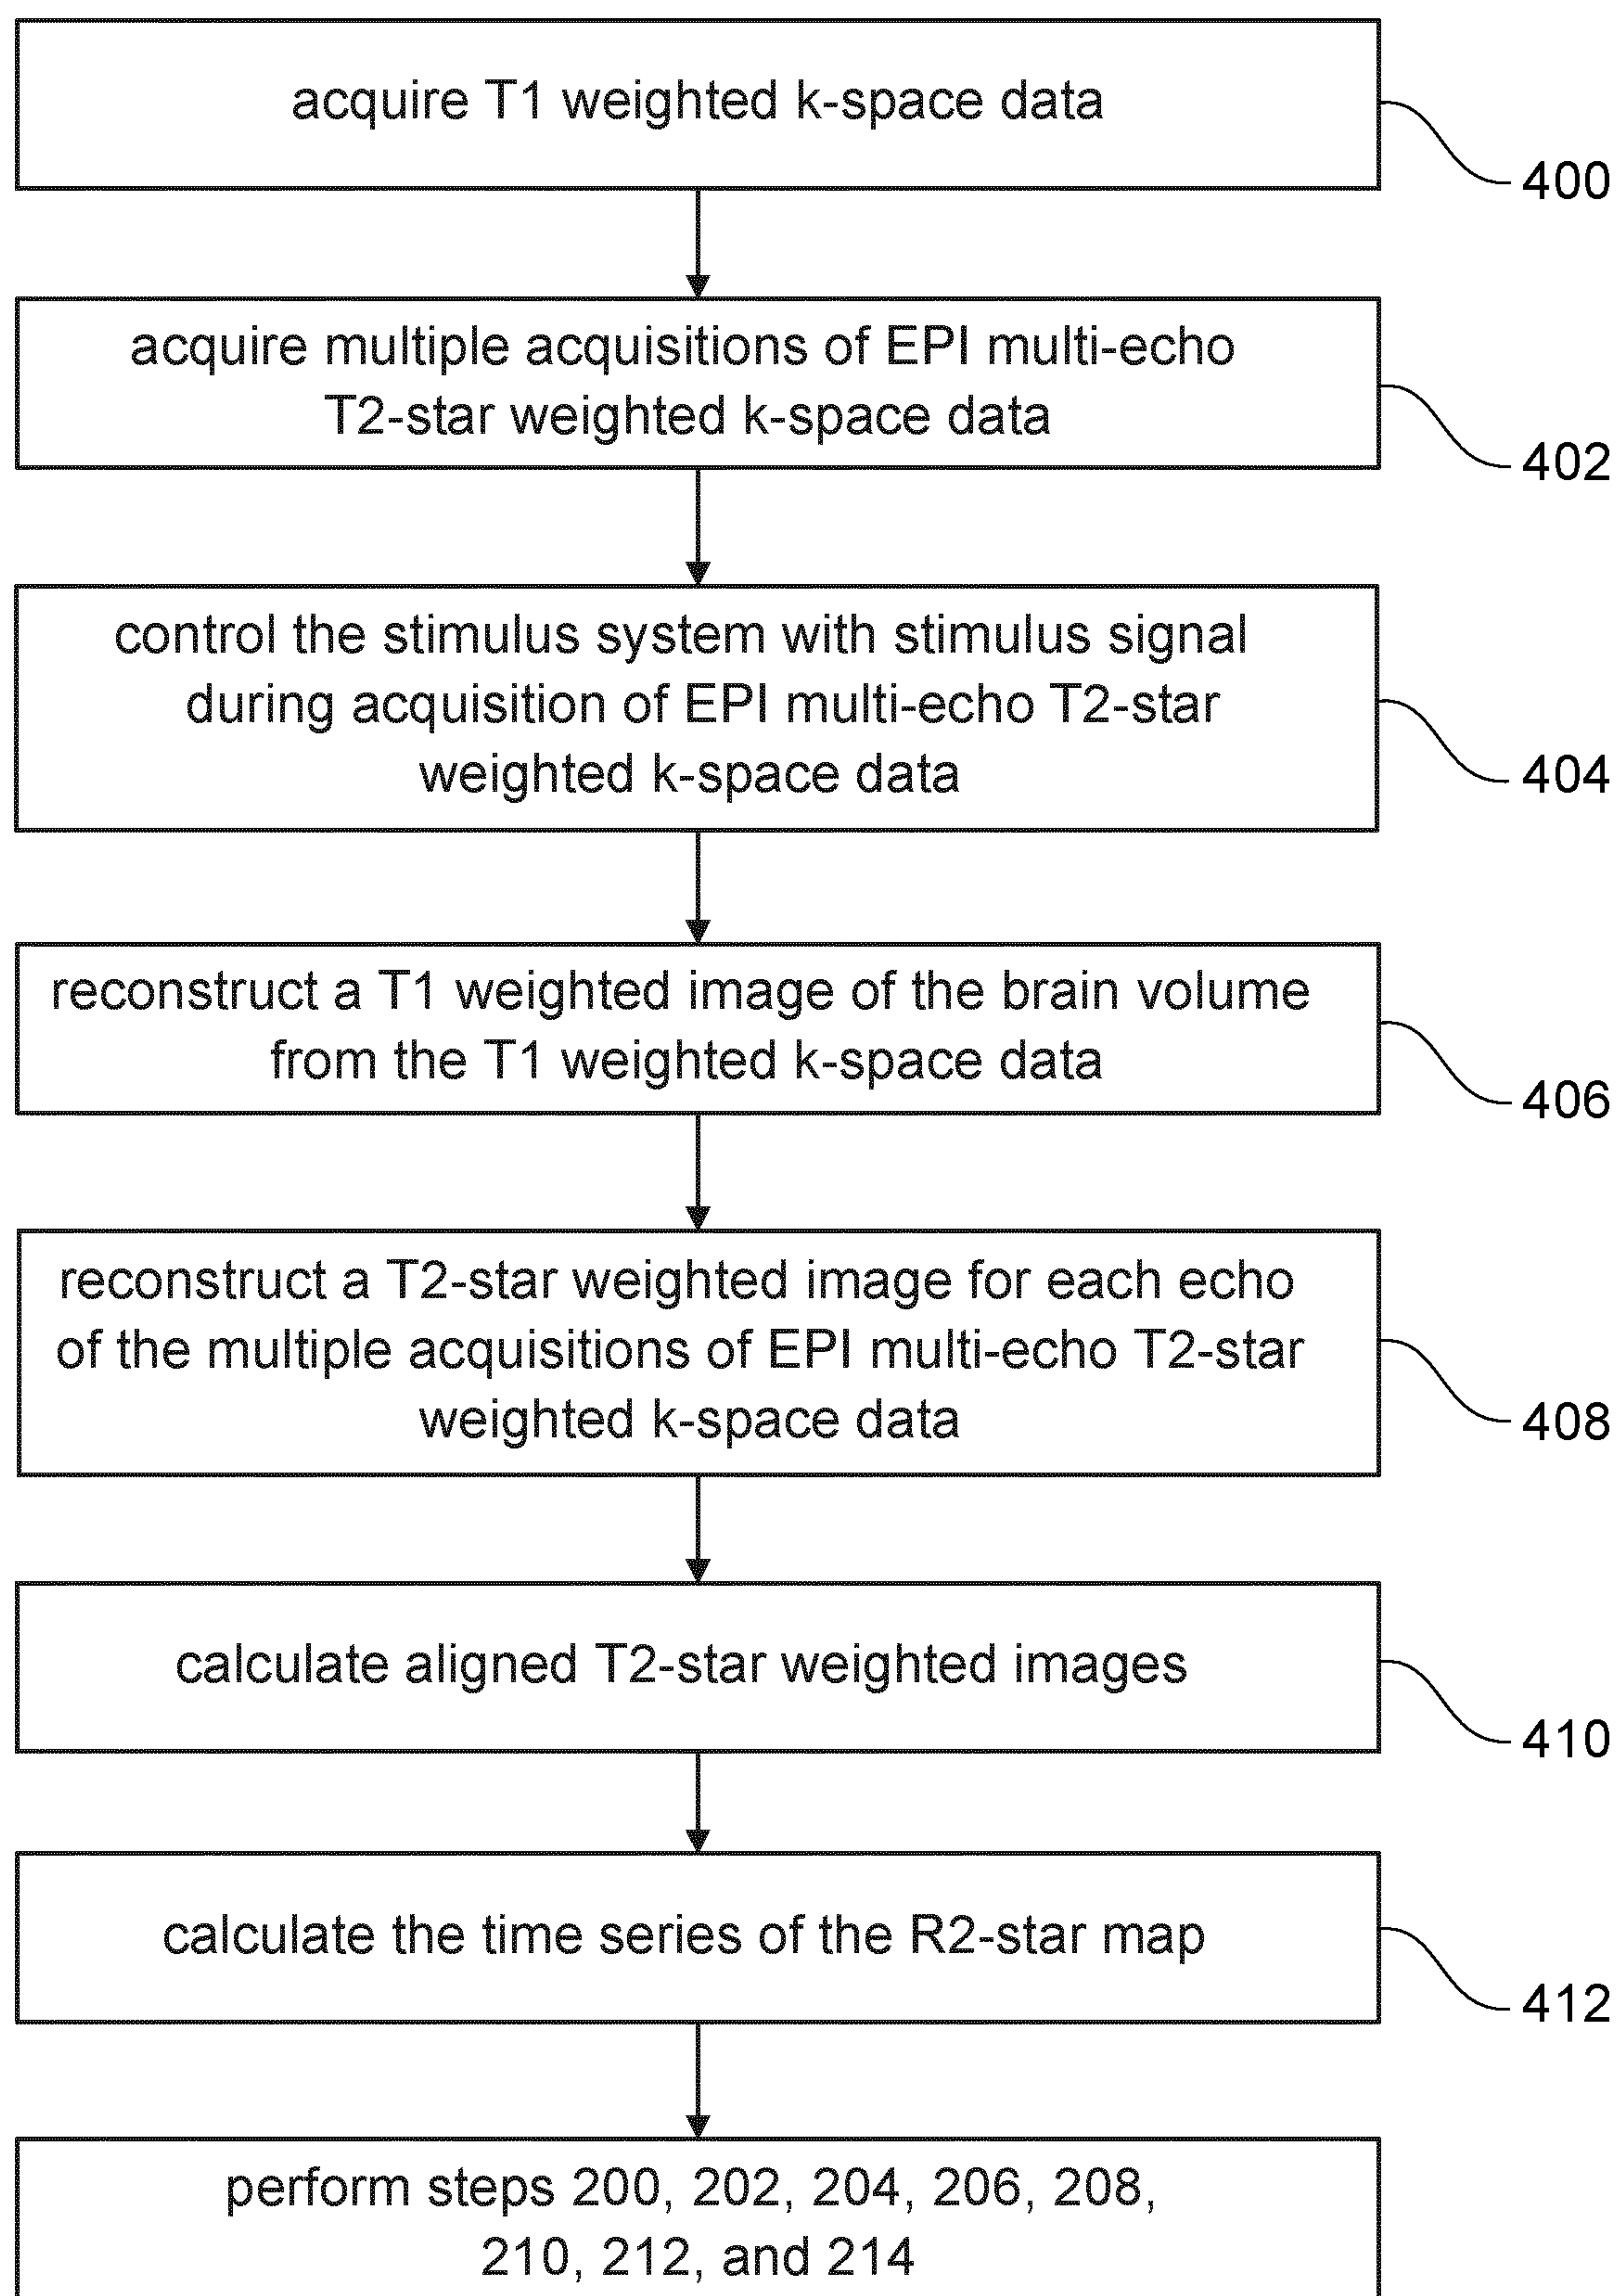 acquire T1 weighted k-space data
400
acquire multiple acquisitions of EPI multi-echo
T2-star weighted k-space data
402
control the stimulus system with stimulus signal
during acquisition of EPI multi-echo T2-star
weighted k-space data
404
reconstruct a T1 weighted image of the brain volume
from the T1 weighted k-space data
406
reconstruct a T2-star weighted image for each echo
of the multiple acquisitions of EPI multi-echo T2-star
weighted k-space data
408
calculate aligned T2-star weighted images
410
calculate the time series of the R2-star map
412
perform steps 200, 202, 204, 206, 208,
210, 212, and 214